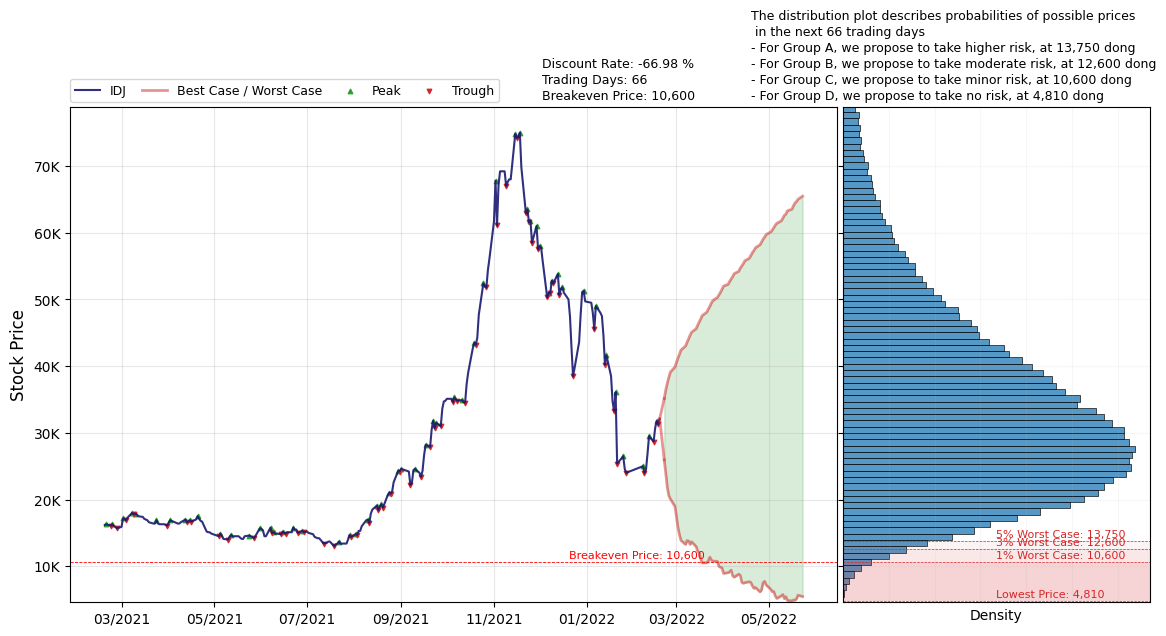 The distribution plot describes probabilities of possible prices
in the next 66 trading days
- For Group A, we propose to take higher risk, at 13,750 dong
- For Group B, we propose to take moderate risk, at 12,600 dong
- For Group C, we propose to take minor risk, at 10,600 dong
- For Group D, we propose to take no risk, at 4,810 dong
Discount Rate: -66.98 %
Trading Days: 66
Breakeven Price: 10,600
IDJ
Best Case / Worst Case
Peak
Trough
Stock Price
70K
60K
50K
40K
30K
20K
10K
Breakeven Price: 10,600
03/2021
05/2021
07/2021
09/2021
11/2021
01/2022
03/2022
05/2022
5% Worst Case: 13,750
3% Worst Case: 12,600
1% Worst Case: 10,600
Lowest Price: 4,810
Density